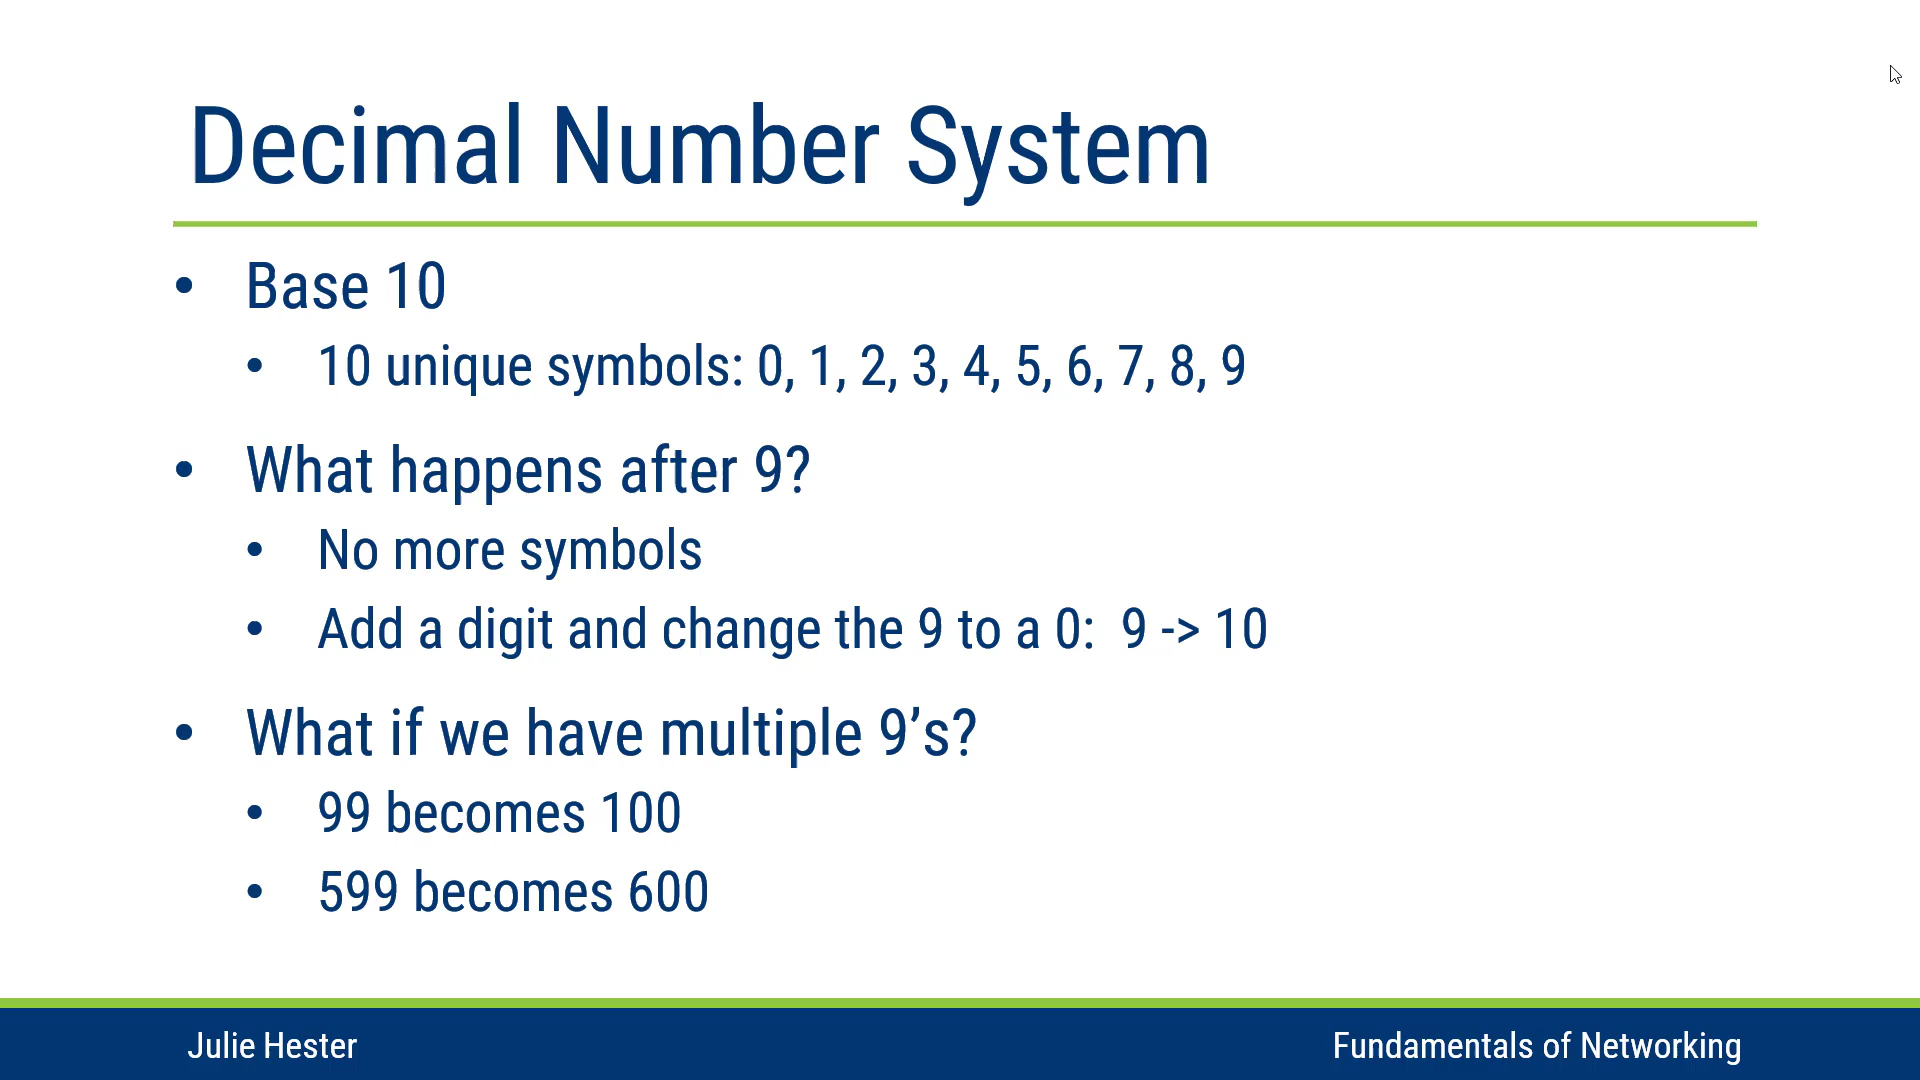 Decimal Number System
• Base 10
• 10 unique symbols: 0, 1, 2, 3, 4, 5, 6, 7, 8, 9
• What happens after 9?
• No more symbols
• Add a digit and change the 9 to a 0:  9 -> 10
• What if we have multiple 9’s?
• 99 becomes 100
• 599 becomes 600
Julie Hester
Fundamentals of Networking